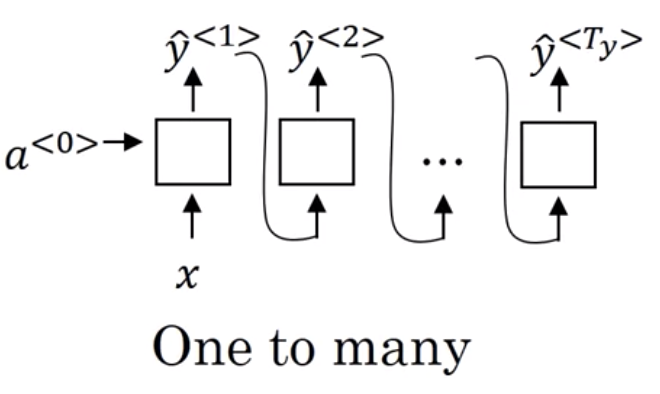 ŷ<1> ŷ<2> ŷ<Ty>
a<0> ...
x
One to many